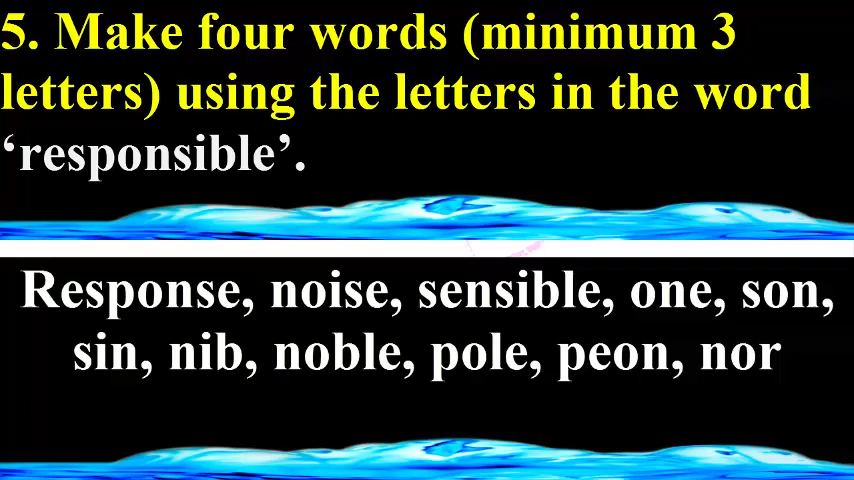 5. Make four words (minimum 3
letters) using the letters in the word
‘responsible’.
Response, noise, sensible, one, son,
sin, nib, noble, pole, peon, nor